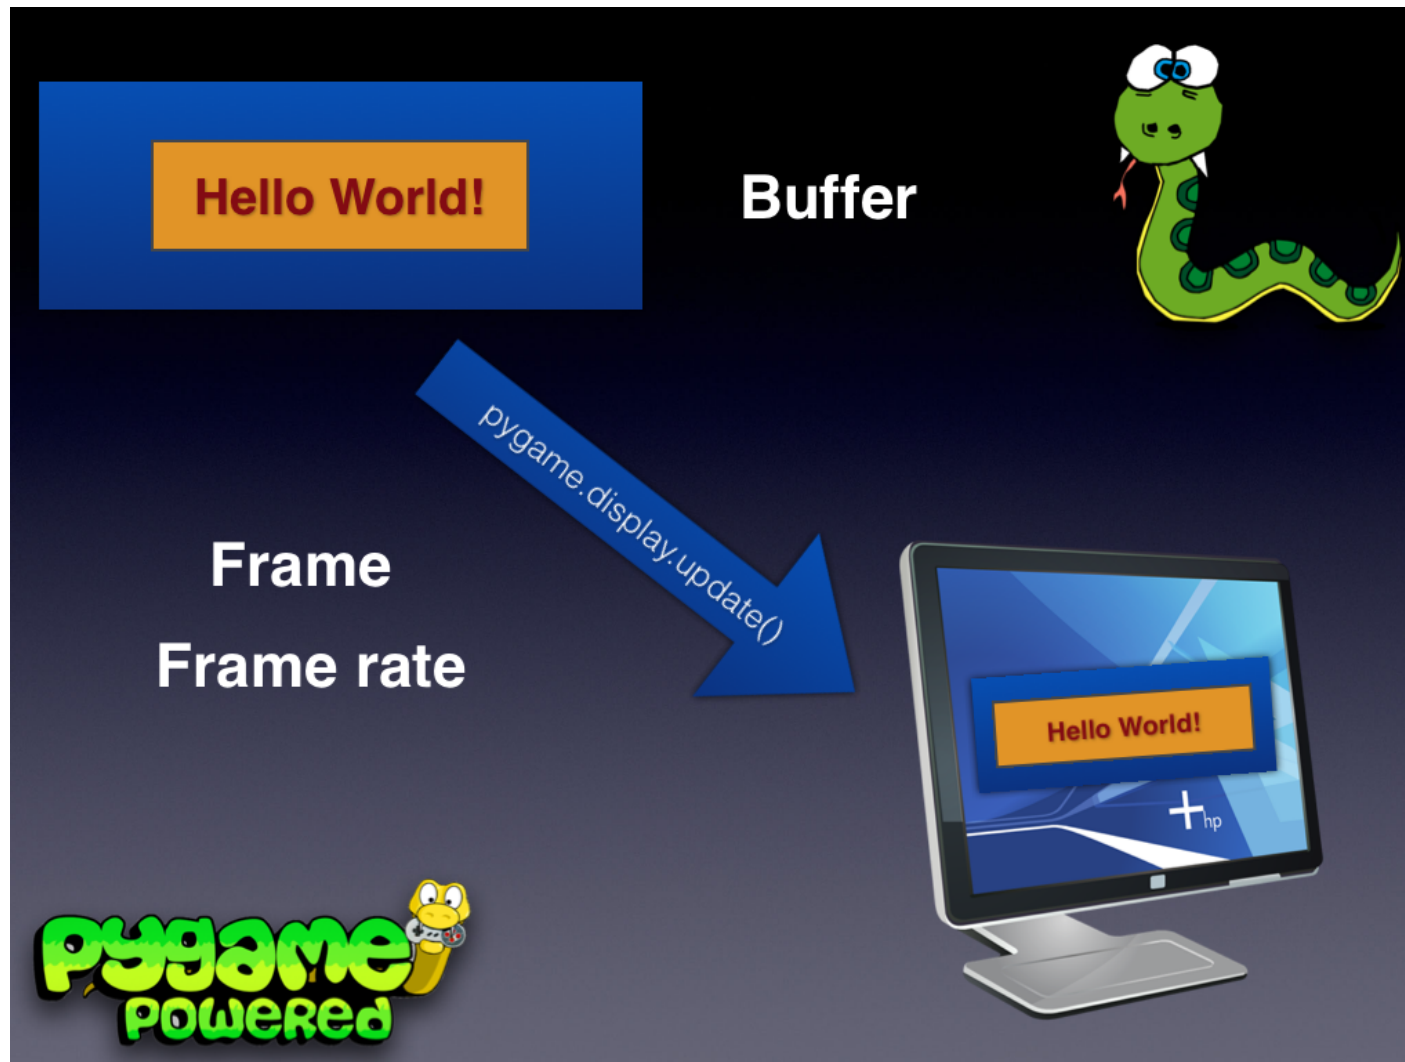 Hello World!
Buffer
pygame.display.update()
Frame
Frame rate
Hello World!
hp
pygame
POWERED